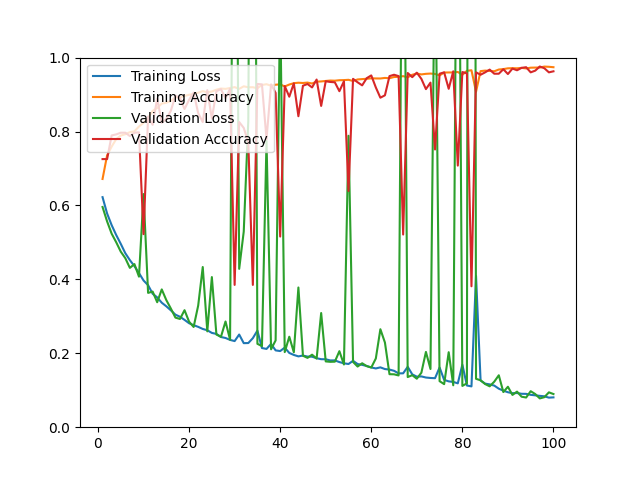 1.0
0.8
0.6
0.4
0.2
0.0
Training Loss
Training Accuracy
Validation Loss
Validation Accuracy
0 20 40 60 80 100